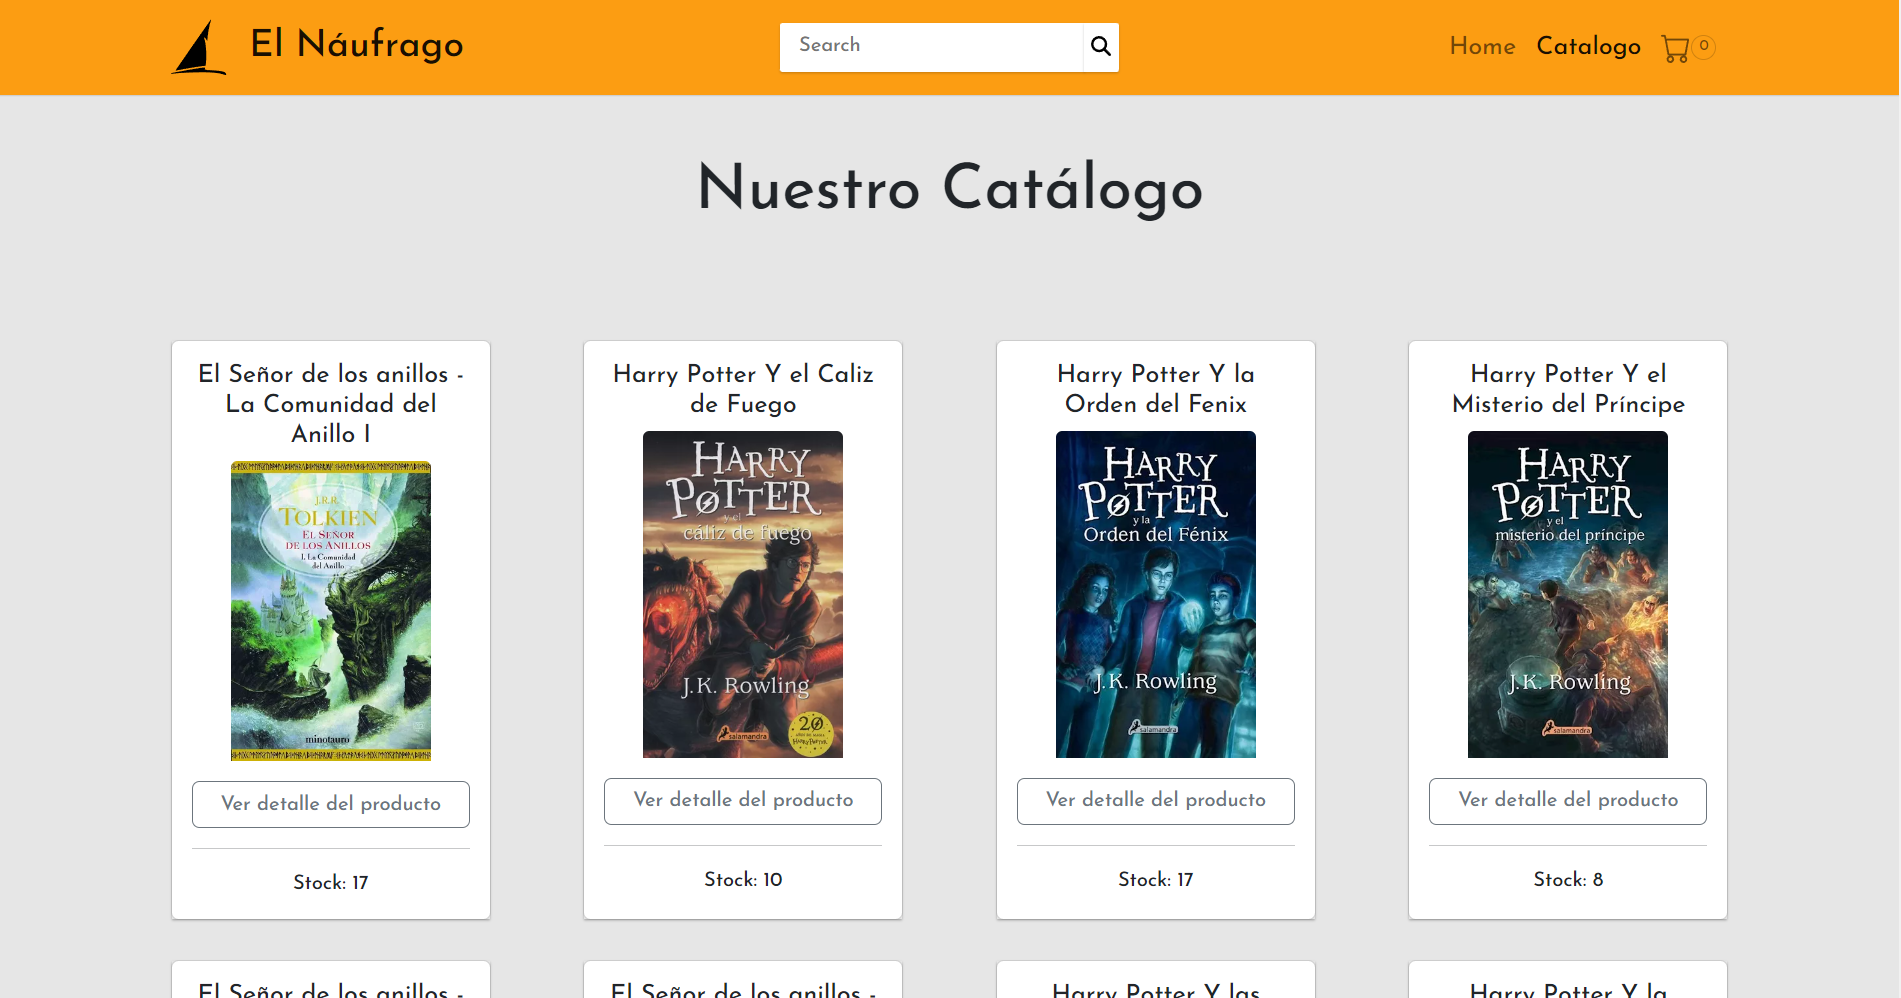 El Náufrago
Search
Home
Catalogo
0
Nuestro Catálogo
El Señor de los anillos -
La Comunidad del
Anillo I
J.R.R.
TOLKIEN
EL SEÑOR
DE LOS ANILLOS
I. La Comunidad
del Anillo
minotauro
Ver detalle del producto
Stock: 17
Harry Potter Y el Caliz
de Fuego
HARRY
POTTER
y el
cáliz de fuego
J.K. Rowling
salamandra
20
HARRY POTTER
Ver detalle del producto
Stock: 10
Harry Potter Y la
Orden del Fenix
HARRY
POTTER
y la
Orden del Fénix
J.K. Rowling
salamandra
Ver detalle del producto
Stock: 17
Harry Potter Y el
Misterio del Príncipe
HARRY
POTTER
y el
misterio del príncipe
J.K. Rowling
salamandra
Ver detalle del producto
Stock: 8
El Señor de los anillos -
El Señor de los anillos -
Harry Potter Y las
Harry Potter Y la